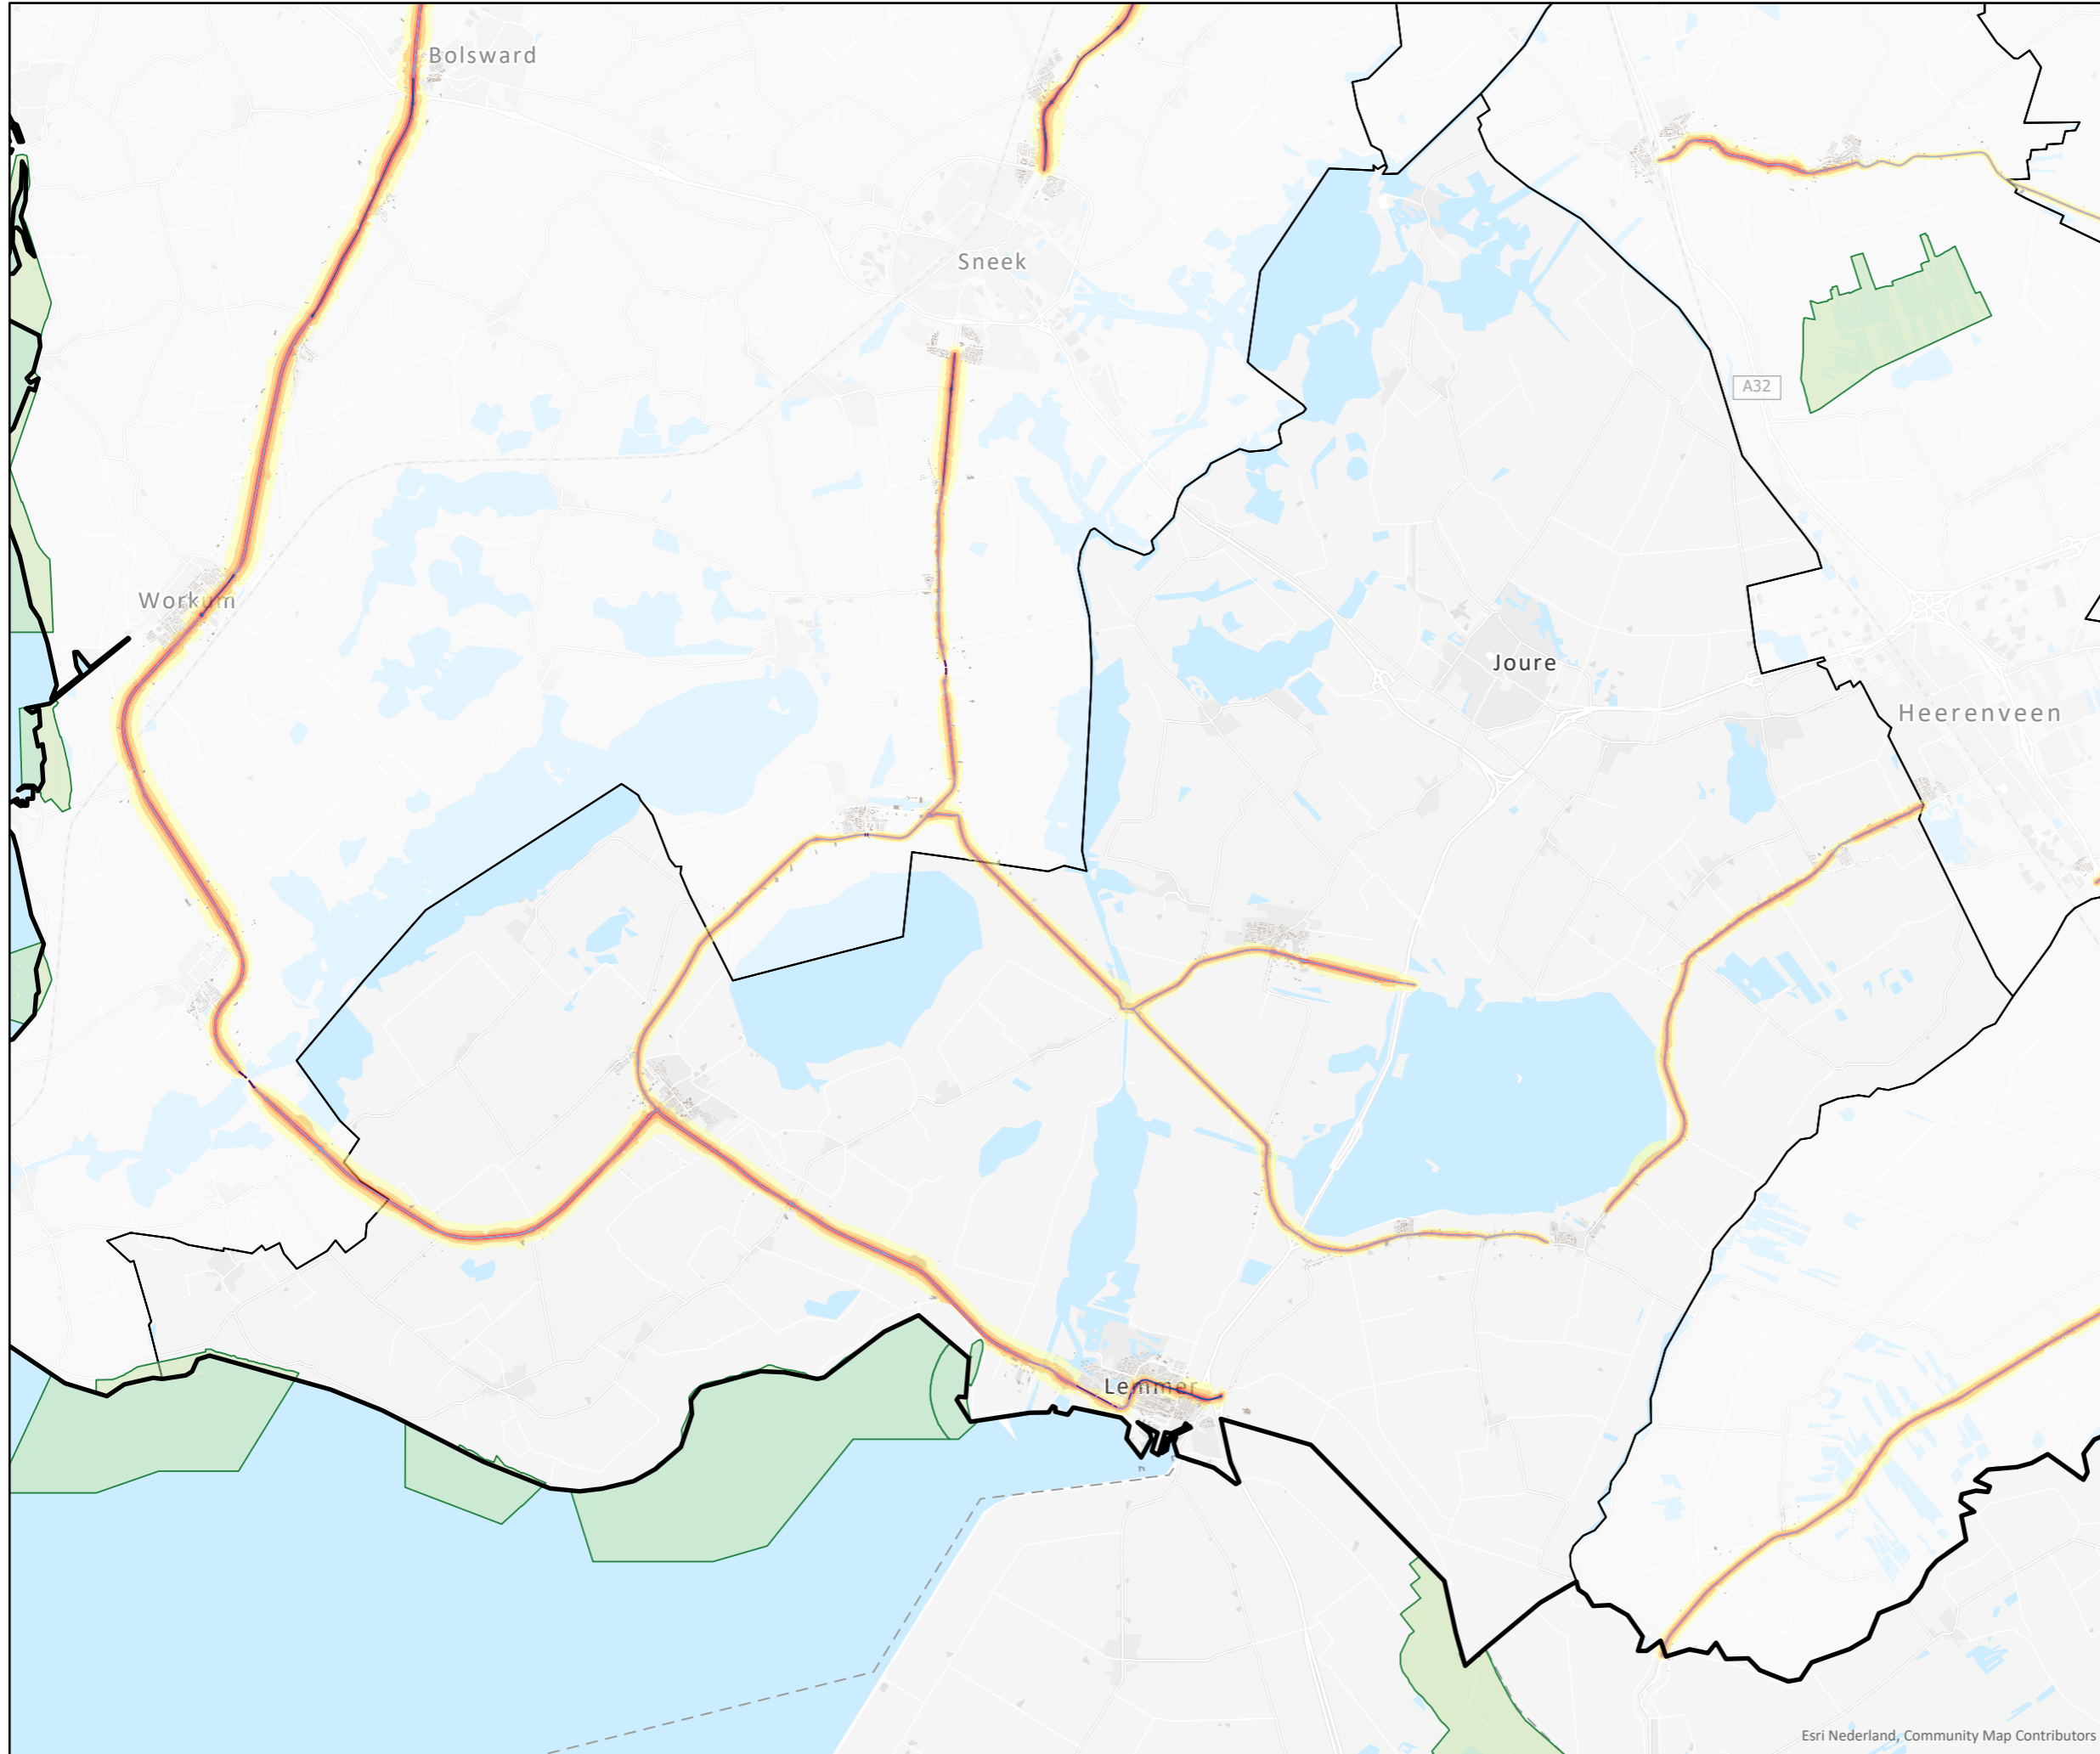 Bolsward
Sneek
A32
Workum
Joure
Heerenveen
Lemmer
Esri Nederland, Community Map Contributors